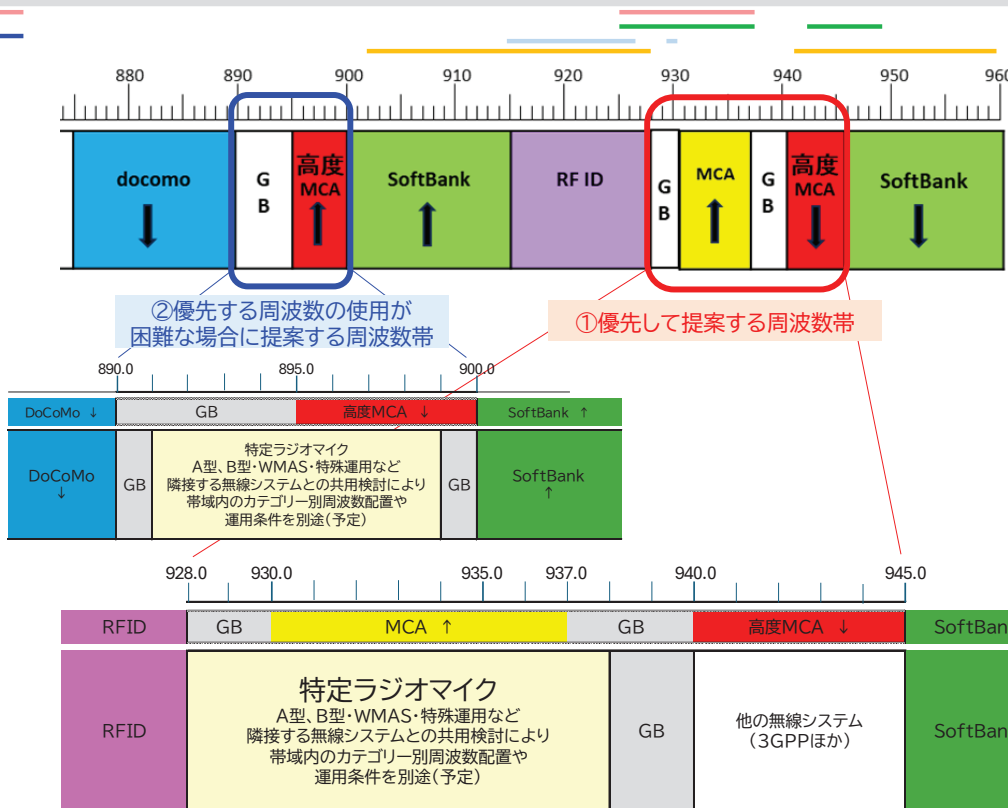 880 890 900 910 920 930 940 950 960
docomo
GB
高度
MCA
SoftBank
RF ID
GB
MCA
GB
高度
MCA
SoftBank
②優先する周波数の使用が
困難な場合に提案する周波数帯
①優先して提案する周波数帯
890.0 895.0 900.0
DoCoMo ↓ GB 高度MCA ↓ SoftBank ↑
DoCoMo
↓
GB
特定ラジオマイク
A型、B型・WMAS・特殊運用など
隣接する無線システムとの共用検討により
帯域内のカテゴリー別周波数配置や
運用条件を別途(予定)
GB
SoftBank
↑
928.0 930.0 935.0 937.0 940.0 945.0
RFID GB MCA ↑ GB 高度MCA ↓ SoftBan
RFID
特定ラジオマイク
A型、B型・WMAS・特殊運用など
隣接する無線システムとの共用検討により
帯域内のカテゴリー別周波数配置や
運用条件を別途(予定)
GB
他の無線システム
(3GPPほか)
SoftBan